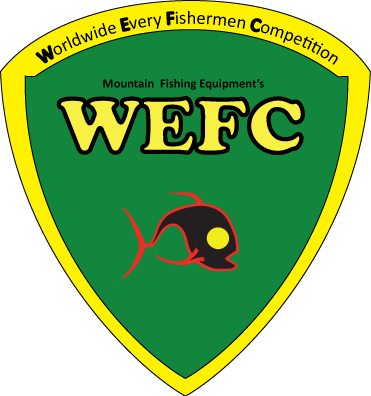 Worldwide Every Fishermen Competition
Mountain Fishing Equipment's
WEFC